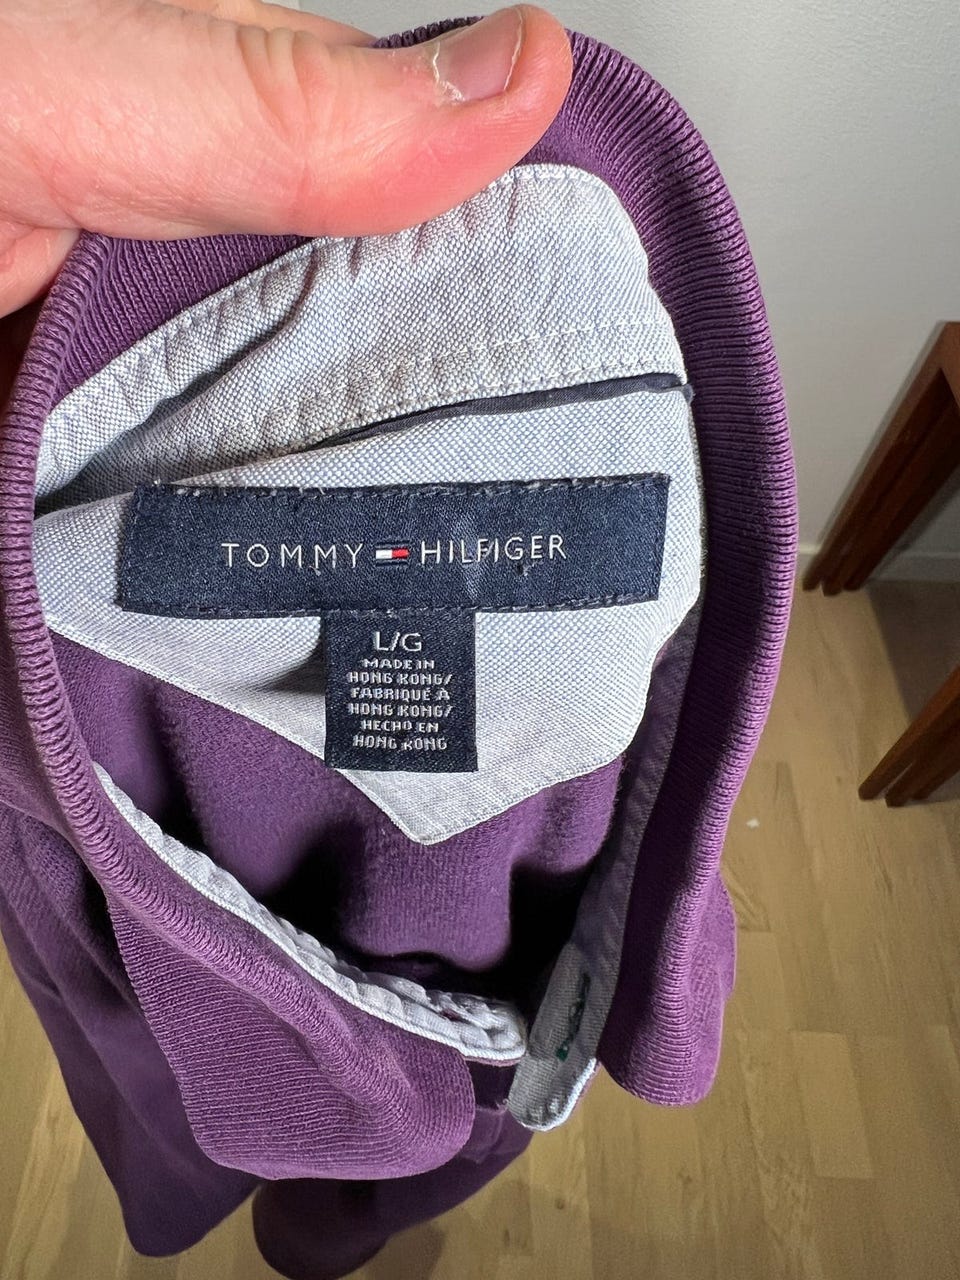 TOMMY HILFIGER
L/G
MADE IN
HONG KONG/
FABRIQUÉ À
HONG KONG/
HECHO EN
HONG KONG